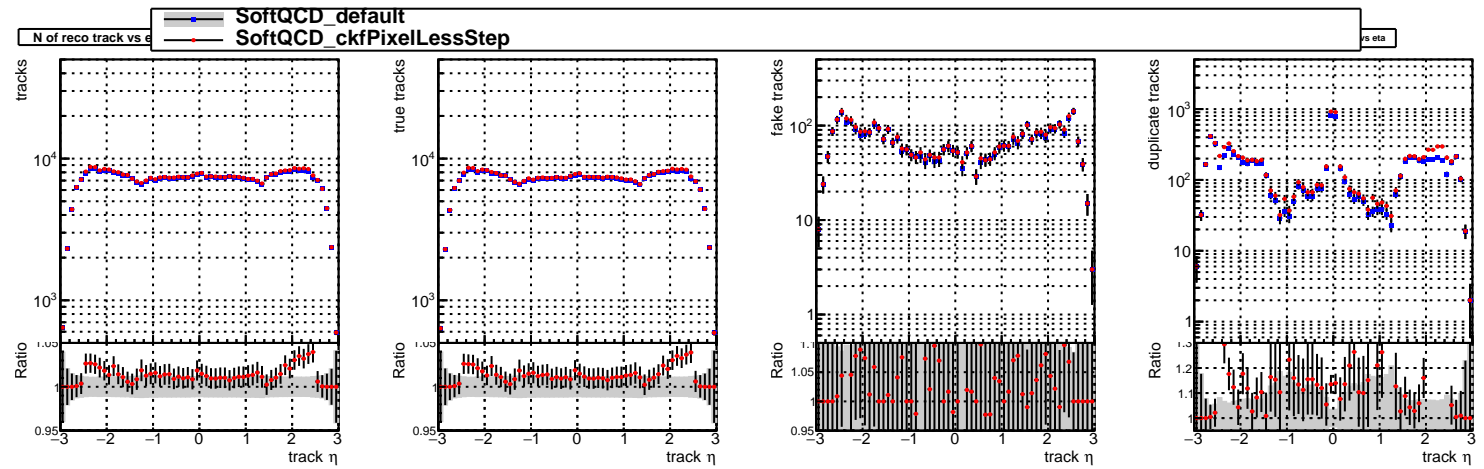 SoftQCD_default
SoftQCD_ckfPixelLessStep
N of reco track vs e
vs eta
tracks
10⁴
10³
Ratio
1.05
1
0.95
−3 −2 −1 0 1 2 3
track η
true tracks
10⁴
10³
Ratio
1.05
1
0.95
−3 −2 −1 0 1 2 3
track η
fake tracks
10²
10
1
Ratio
1.1
1.05
1
0.95
−3 −2 −1 0 1 2 3
track η
duplicate tracks
10³
10²
10
1
Ratio
1.3
1.2
1.1
1
−3 −2 −1 0 1 2 3
track η